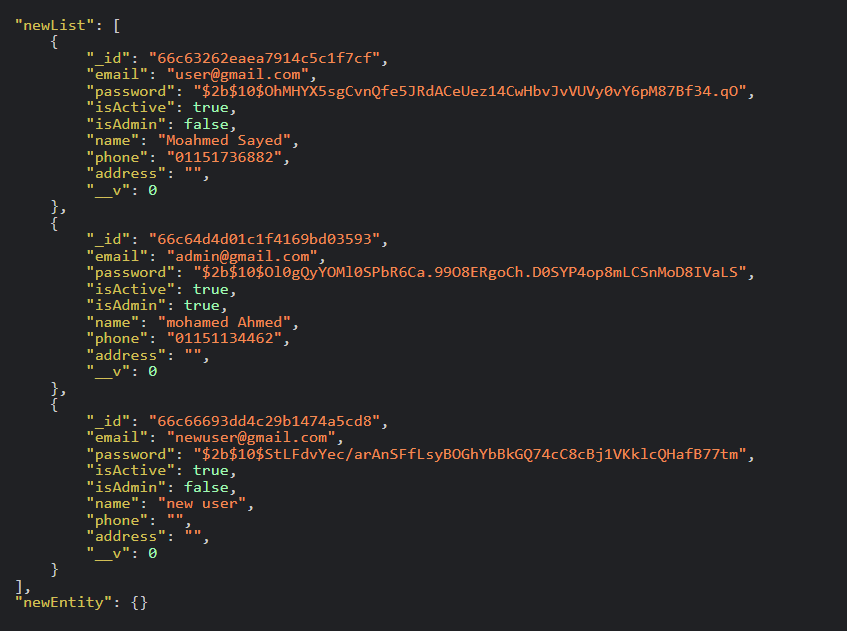 "newList": [
{
"_id": "66c63262eaea7914c5c1f7cf",
"email": "user@gmail.com",
"password": "$2b$10$OhMHYX5sgCvnQfe5JRdACeUez14CwHbvJvVUVy0vY6pM87Bf34.qO",
"isActive": true,
"isAdmin": false,
"name": "Moahmed Sayed",
"phone": "01151736882",
"address": "",
"__v": 0
},
{
"_id": "66c64d4d01c1f4169bd03593",
"email": "admin@gmail.com",
"password": "$2b$10$Ol0gQyYOMl0SPbR6Ca.99O8ERgoCh.D0SYP4op8mLCSnMoD8IVaLS",
"isActive": true,
"isAdmin": true,
"name": "mohamed Ahmed",
"phone": "01151134462",
"address": "",
"__v": 0
},
{
"_id": "66c66693dd4c29b1474a5cd8",
"email": "newuser@gmail.com",
"password": "$2b$10$StLFdvYec/arAnSFfLsyBOGhYbBkGQ74cC8cBj1VKklcQHafB77tm",
"isActive": true,
"isAdmin": false,
"name": "new user",
"phone": "",
"address": "",
"__v": 0
}
],
"newEntity": {}